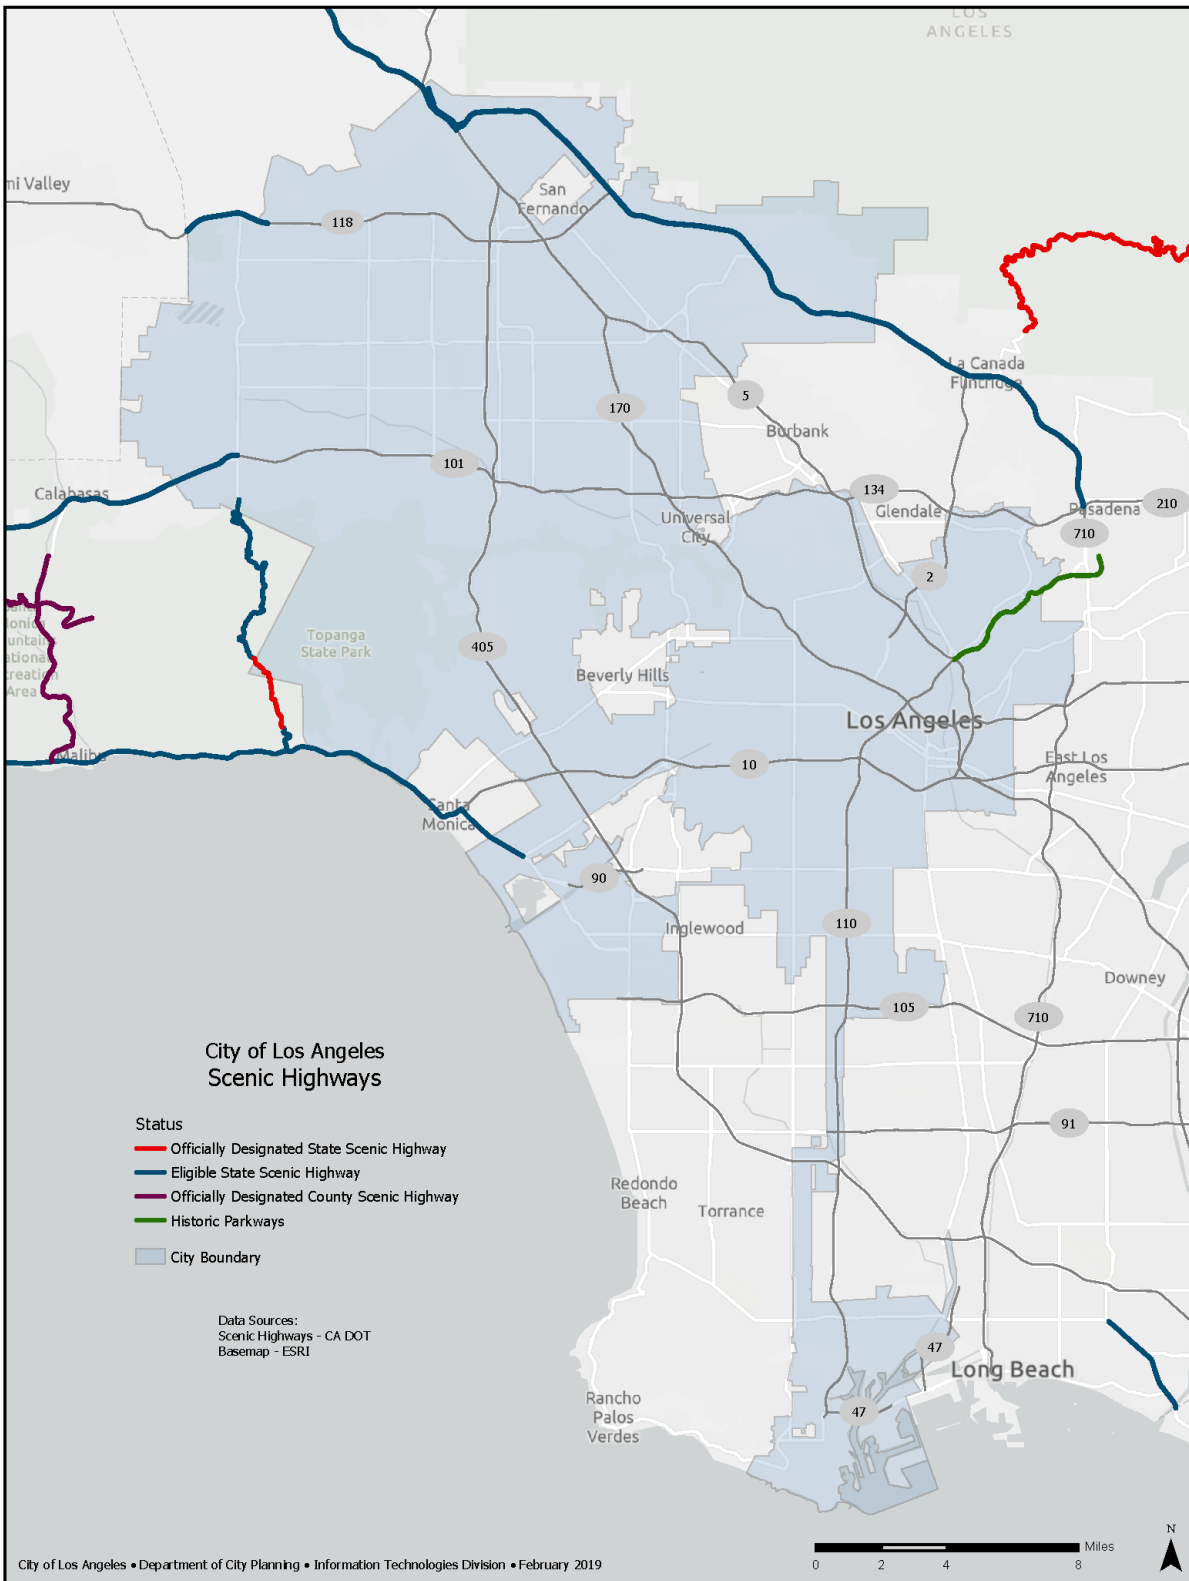 LOS
ANGELES
mi Valley
San
Fernando
118
La Canada
Flintridge
5
170
Burbank
101
134
Calabasas
Glendale
Pasadena
210
Universal
City
710
2
Topanga
State Park
405
Beverly Hills
Los Angeles
Malibu
10
East Los
Angeles
Santa
Monica
90
110
Inglewood
Downey
105
710
City of Los Angeles
Scenic Highways
Status
Officially Designated State Scenic Highway
Eligible State Scenic Highway
Officially Designated County Scenic Highway
Historic Parkways
City Boundary
91
Redondo
Beach
Torrance
Data Sources:
Scenic Highways - CA DOT
Basemap - ESRI
47
Long Beach
Rancho
Palos
Verdes
47
N
Miles
0 2 4 8
City of Los Angeles • Department of City Planning • Information Technologies Division • February 2019